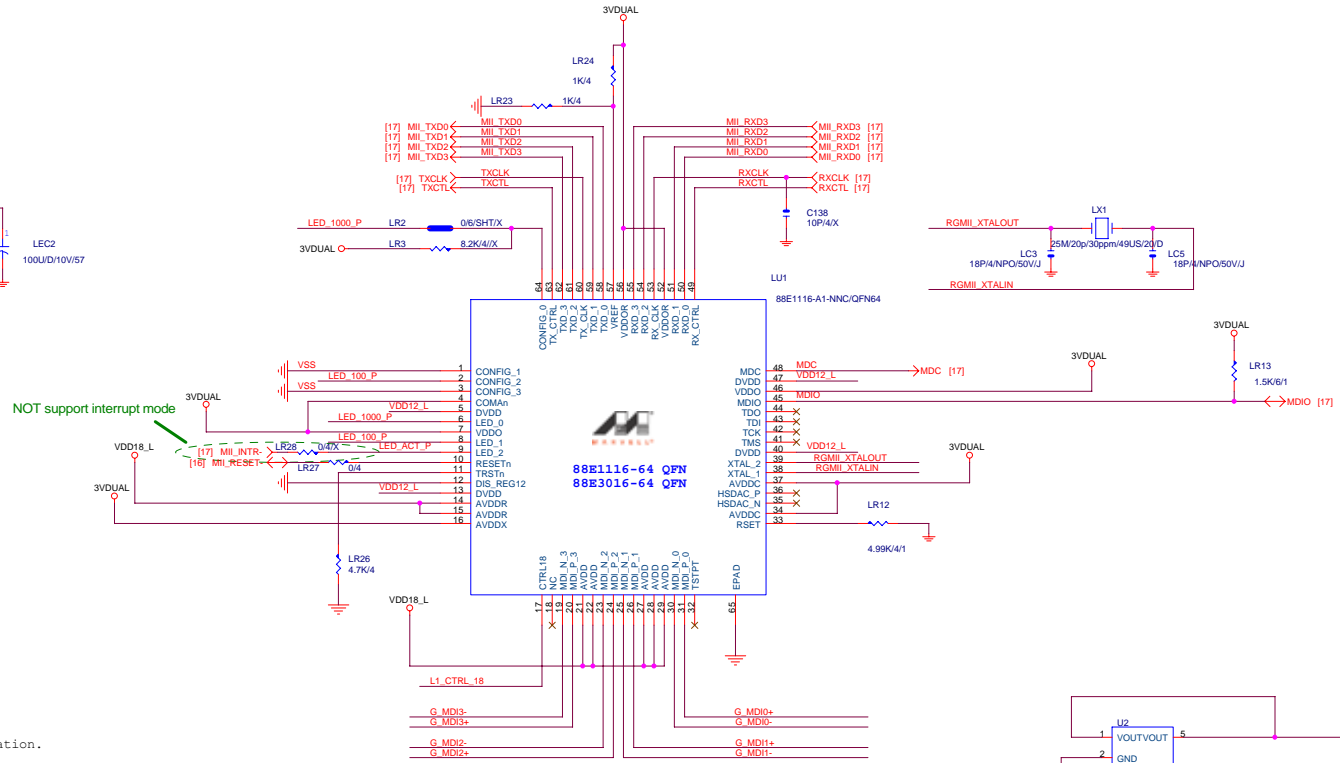 3VDUAL
LR24
1K/4
LR23 1K/4
[17] MII_TXD0 MII_TXD0
[17] MII_TXD1 MII_TXD1
[17] MII_TXD2 MII_TXD2
[17] MII_TXD3 MII_TXD3
[17] TXCLK TXCLK
[17] TXCTL TXCTL
MII_RXD3 MII_RXD3 [17]
MII_RXD2 MII_RXD2 [17]
MII_RXD1 MII_RXD1 [17]
MII_RXD0 MII_RXD0 [17]
RXCLK RXCLK [17]
RXCTL RXCTL [17]
C138
10P/4/X
LED_1000_P LR2 0/6/SHT/X
3VDUAL LR3 8.2K/4//X
1
LEC2
100U/D/10V/57
LX1
RGMII_XTALOUT
25M/20p/30ppm/49US/20/D
LC3
18P/4/NPO/50V/J
LC5
18P/4/NPO/50V/J
RGMII_XTALIN
LU1
88E1116-A1-NNC/QFN64
64 63 62 61 60 59 58 57 56 55 54 53 52 51 50 49
CONFIG_0
TX_CTRL
TXD_3
TXD_2
TX_CLK
TXD_1
TXD_0
VREF
VDDOR
RXD_3
RXD_2
RX_CLK
VDDOR
RXD_1
RXD_0
RX_CTRL
VSS 1 CONFIG_1
LED_100_P 2 CONFIG_2
VSS 3 CONFIG_3
3VDUAL 4 COMAn
VDD12_L 5 DVDD
LED_1000_P 6 LED_0
7 VDDO
LED_100_P 8 LED_1
[17] MII_INTR- LR28 0/4/X LED_ACT_P 9 LED_2
[16] MII_RESET- LR27 0/4 10 RESETn
11 TRSTn
12 DIS_REG12
VDD12_L 13 DVDD
14 AVDDR
15 AVDDR
16 AVDDX
NOT support interrupt mode
VDD18_L
3VDUAL
LR26
4.7K/4
MARVELL
88E1116-64 QFN
88E3016-64 QFN
MDC 48 MDC MDC [17]
DVDD 47 VDD12_L
VDDO 46
MDIO 45 MDIO MDIO [17]
TDO 44
TDI 43
TCK 42
TMS 41
DVDD 40 VDD12_L
XTAL_2 39 RGMII_XTALOUT
XTAL_1 38 RGMII_XTALIN
AVDDC 37
HSDAC_P 36
HSDAC_N 35
AVDDC 34
RSET 33
3VDUAL
3VDUAL
LR13
1.5K/6/1
3VDUAL
LR12
4.99K/4/1
CTRL18
NC
MDI_N_3
MDI_P_3
AVDD
AVDD
MDI_N_2
MDI_P_2
MDI_N_1
MDI_P_1
AVDD
AVDD
AVDD
MDI_N_0
MDI_P_0
TSTPT
EPAD
17 18 19 20 21 22 23 24 25 26 27 28 29 30 31 32 65
VDD18_L
L1_CTRL_18
G_MDI3-
G_MDI3+
G_MDI2-
G_MDI2+
G_MDI0+
G_MDI0-
G_MDI1+
G_MDI1-
ation.
U2
1 VOUT VOUT 5
2 GND